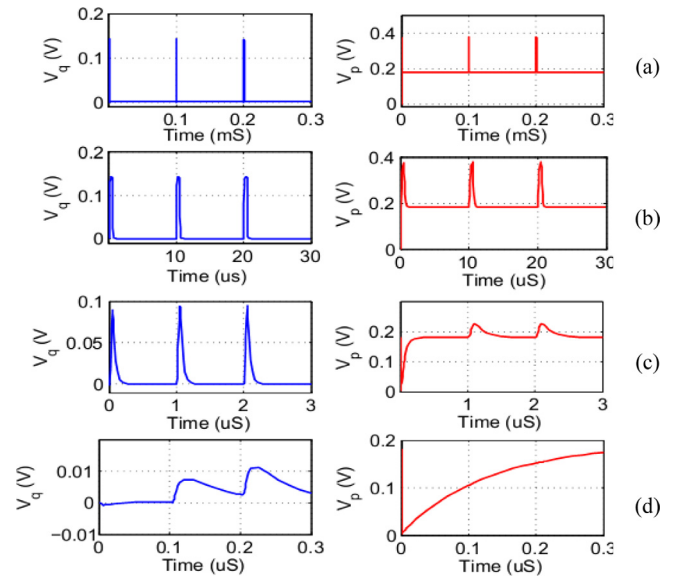 V_q (V)
0.2
0.1
0
0 0.1 0.2 0.3
Time (mS)
V_p (V)
0.4
0.2
0
0 0.1 0.2 0.3
Time (mS)
(a)
V_q (V)
0.2
0.1
0
0 10 20 30
Time (us)
V_p (V)
0.4
0.2
0
0 10 20 30
Time (uS)
(b)
V_q (V
0.1
0.05
0
0 1 2 3
Time (uS)
V_p (V)
0.2
0.1
0
0 1 2 3
Time (uS)
(c)
V_q (V)
0.01
0
−0.01
0 0.1 0.2 0.3
Time (uS)
V_p (V)
0.2
0.1
0
0 0.1 0.2 0.3
Time (uS)
(d)